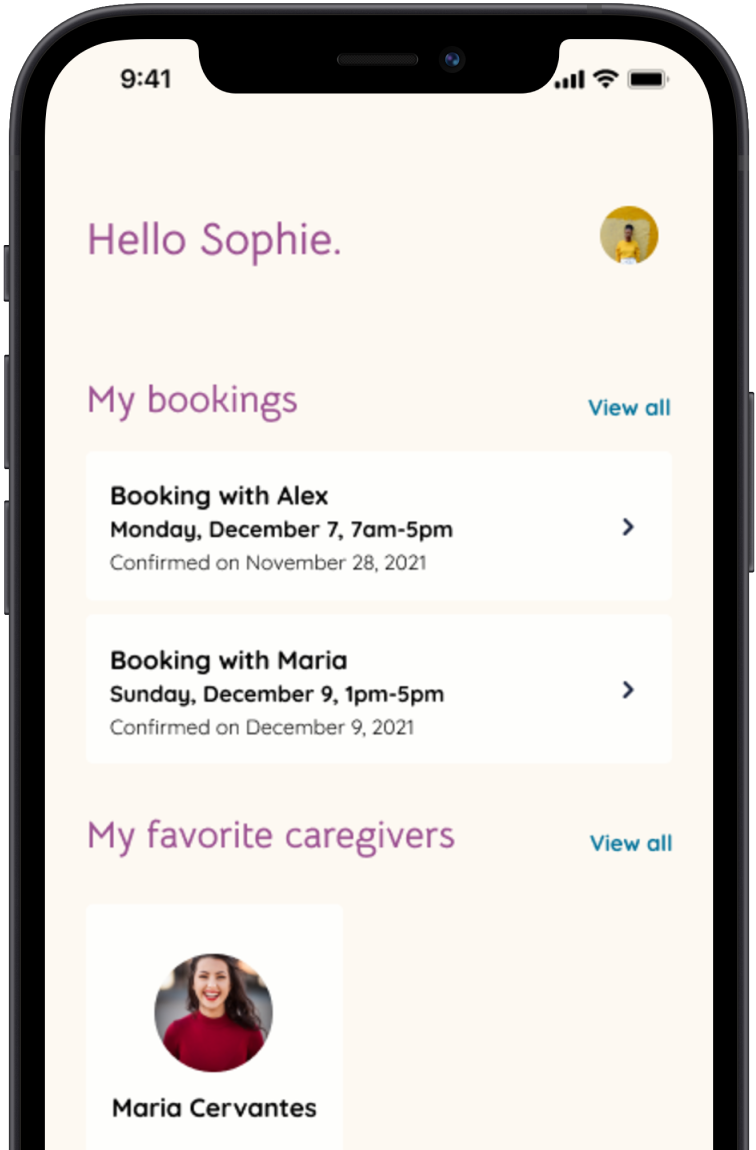 9:41
Hello Sophie.
My bookings
View all
Booking with Alex
Monday, December 7, 7am-5pm
Confirmed on November 28, 2021
Booking with Maria
Sunday, December 9, 1pm-5pm
Confirmed on December 9, 2021
My favorite caregivers
View all
Maria Cervantes